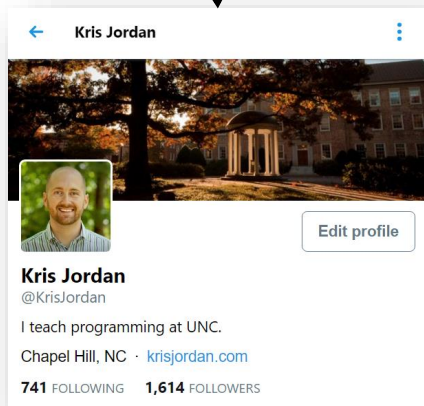 Kris Jordan
Edit profile
Kris Jordan
@KrisJordan
I teach programming at UNC.
Chapel Hill, NC · krisjordan.com
741 FOLLOWING 1,614 FOLLOWERS